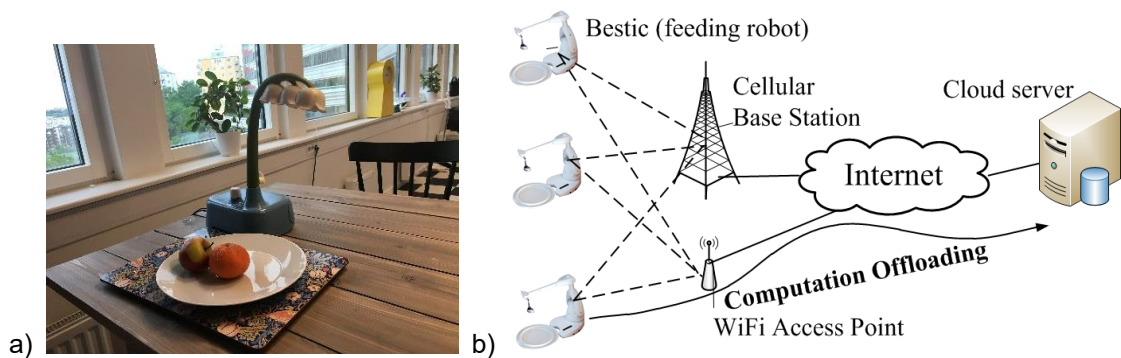 Bestic (feeding robot)
Cellular
Base Station
Cloud server
Internet
Computation Offloading
WiFi Access Point
a)
b)